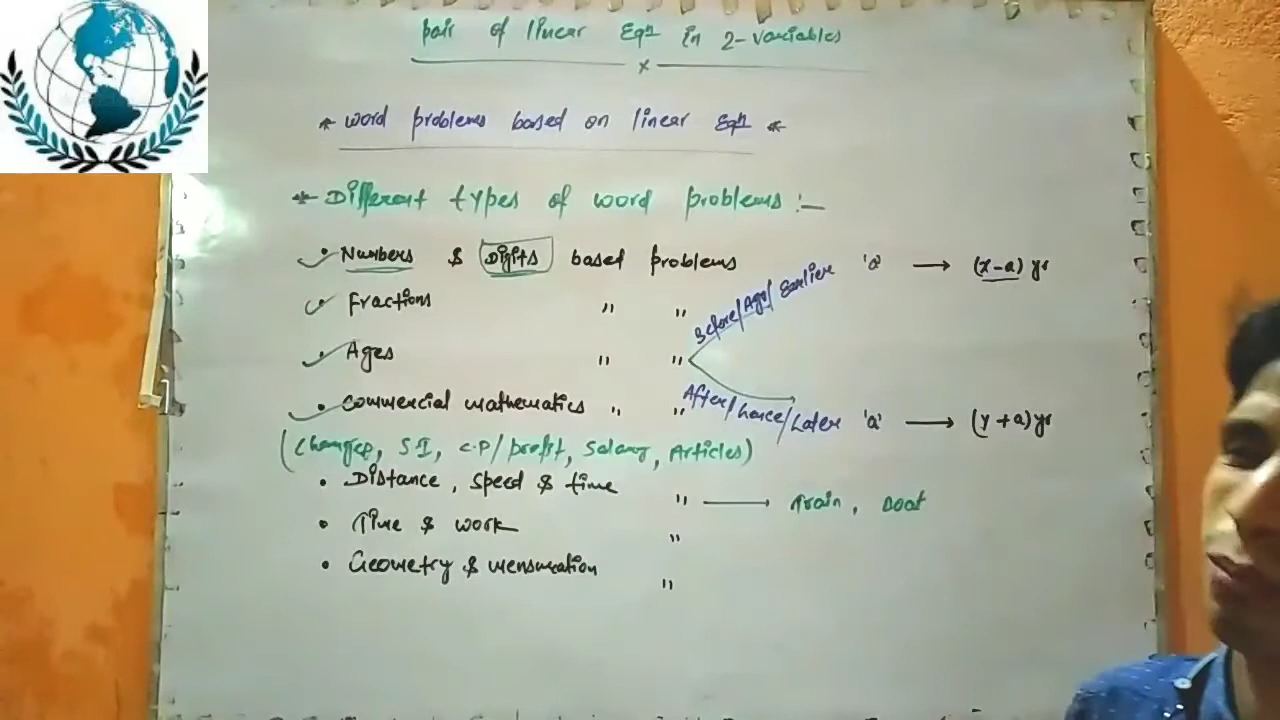 pair of linear Eqn in 2-variables
x
* word problems based on linear Eqn *
* Different types of word problems :-
• Numbers & Digits based problems
• Fractions " "
• Ages " "
Before/Ago/Earliere 'a' → (x-a) yr
After/hence/Later 'a' → (y+a) yr
• Commercial mathematics " "
(Changes, SI, C.P/profit, Salary, Articles)
• Distance, Speed & time " → Train, Boat
• Time & work "
• Geometry & mensuration "